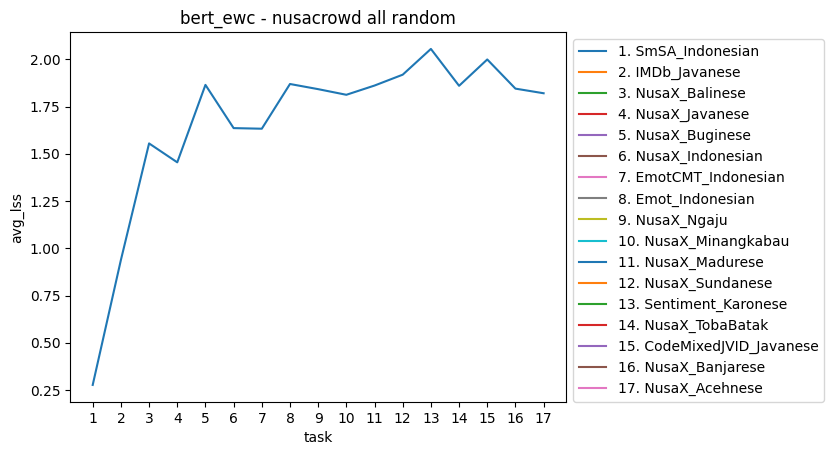 bert_ewc - nusacrowd all random
2.00
1.75
1.50
1.25
1.00
0.75
0.50
0.25
avg_lss
1 2 3 4 5 6 7 8 9 10 11 12 13 14 15 16 17
task
1. SmSA_Indonesian
2. IMDb_Javanese
3. NusaX_Balinese
4. NusaX_Javanese
5. NusaX_Buginese
6. NusaX_Indonesian
7. EmotCMT_Indonesian
8. Emot_Indonesian
9. NusaX_Ngaju
10. NusaX_Minangkabau
11. NusaX_Madurese
12. NusaX_Sundanese
13. Sentiment_Karonese
14. NusaX_TobaBatak
15. CodeMixedJVID_Javanese
16. NusaX_Banjarese
17. NusaX_Acehnese